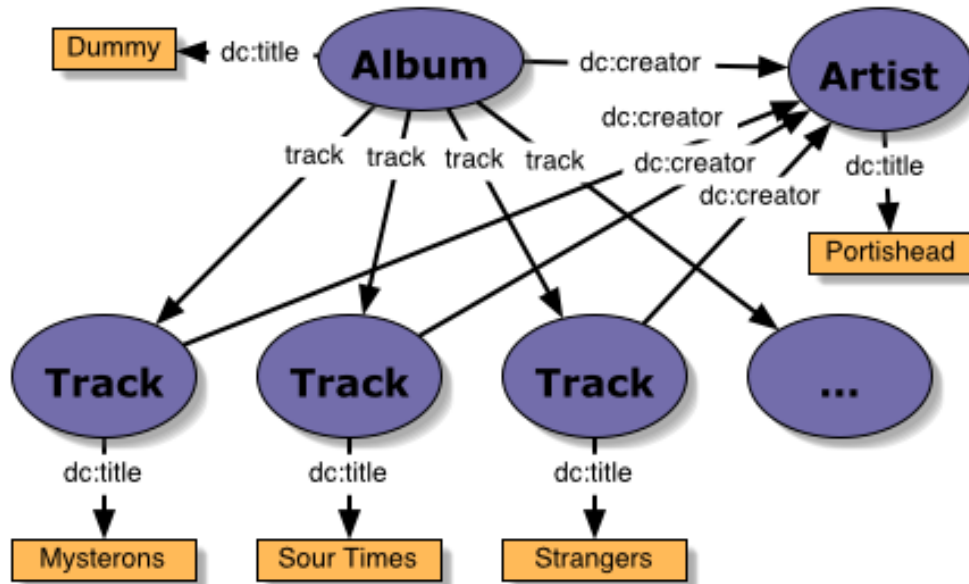 Dummy
dc:title
Album
dc:creator
Artist
dc:creator
track
track
track
track
dc:creator
dc:title
dc:creator
Portishead
Track
Track
Track
...
dc:title
dc:title
dc:title
Mysterons
Sour Times
Strangers